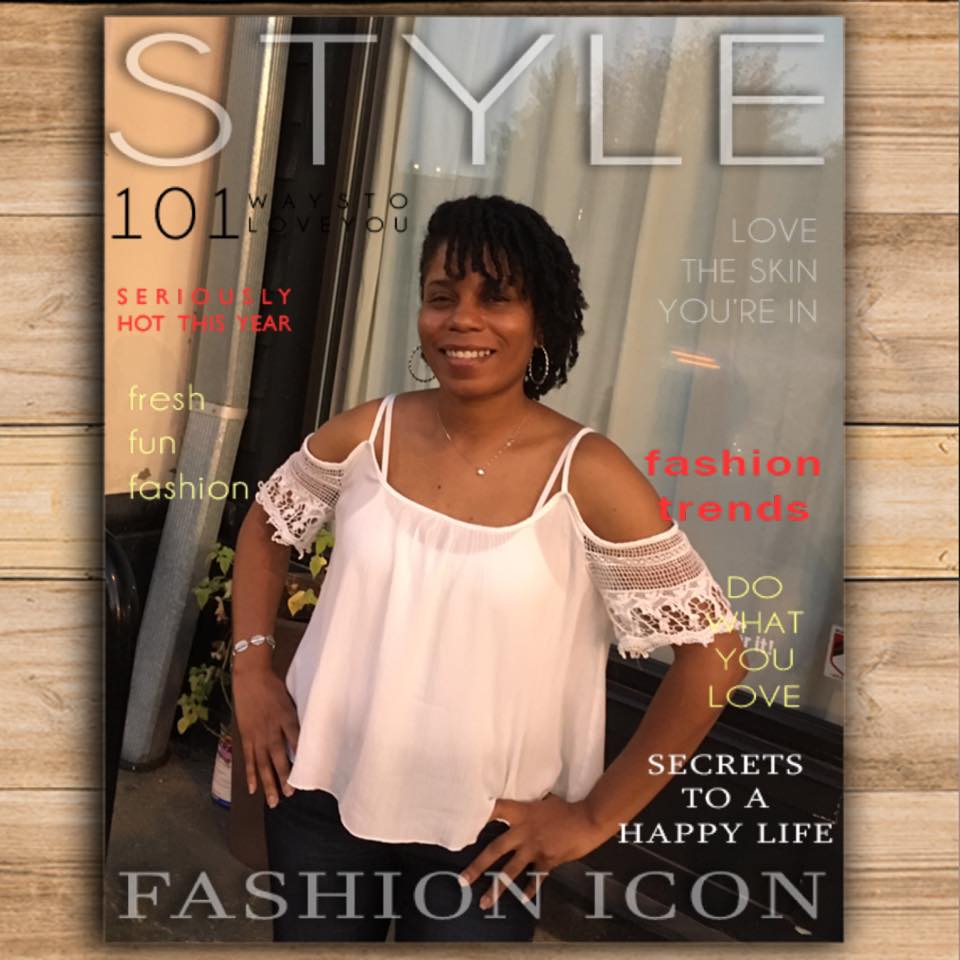 STYLE
101 WAYS TO
LOVE YOU
LOVE
THE SKIN
YOU'RE IN
SERIOUSLY
HOT THIS YEAR
fresh
fun
fashion
fashion
trends
DO
WHAT
YOU
LOVE
SECRETS
TO A
HAPPY LIFE
FASHION ICON